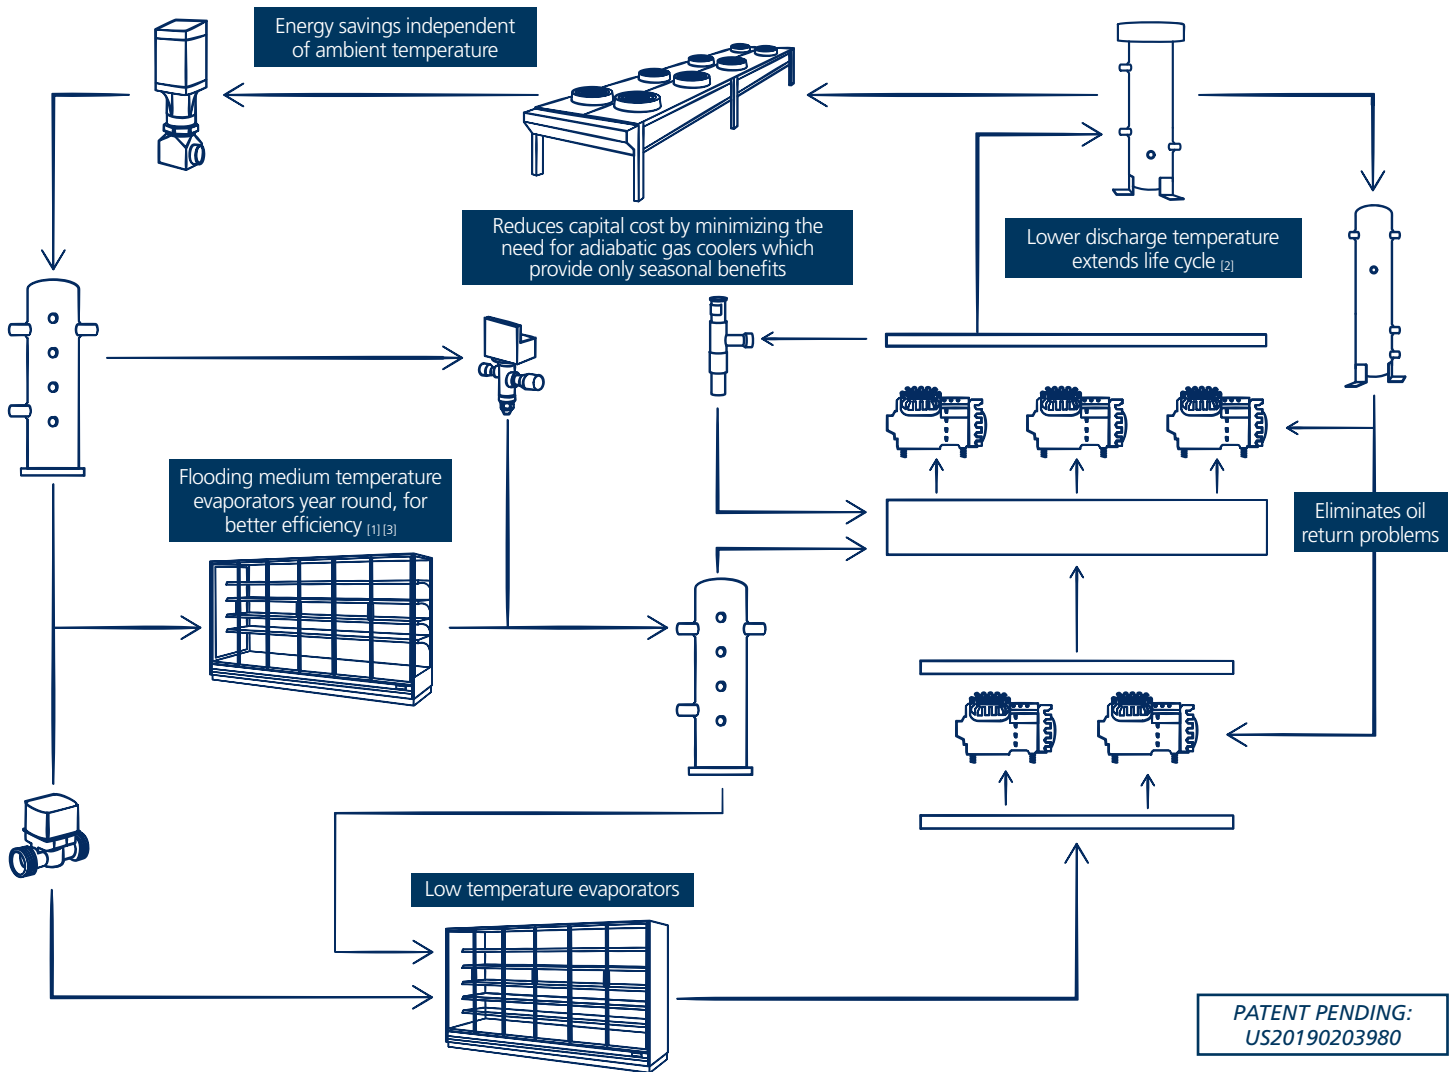 Energy savings independent
of ambient temperature
Reduces capital cost by minimizing the
need for adiabatic gas coolers which
provide only seasonal benefits
Lower discharge temperature
extends life cycle [2]
Flooding medium temperature
evaporators year round, for
better efficiency [1] [3]
Eliminates oil
return problems
Low temperature evaporators
PATENT PENDING:
US20190203980